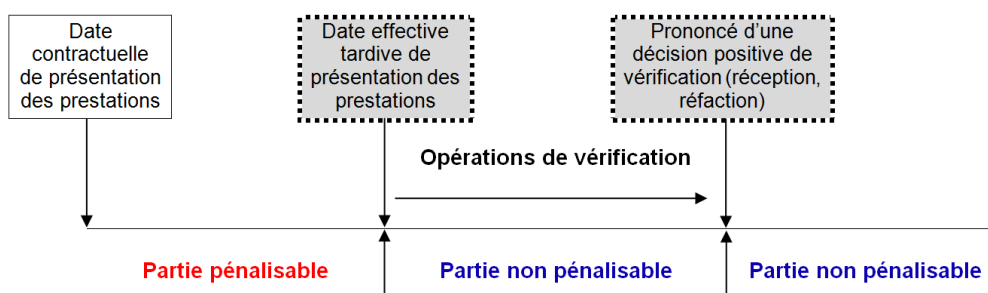 Date
contractuelle
de présentation
des prestations
Date effective
tardive de
présentation des
prestations
Prononcé d’une
décision positive de
vérification (réception,
réfaction)
Opérations de vérification
Partie pénalisable
Partie non pénalisable
Partie non pénalisable